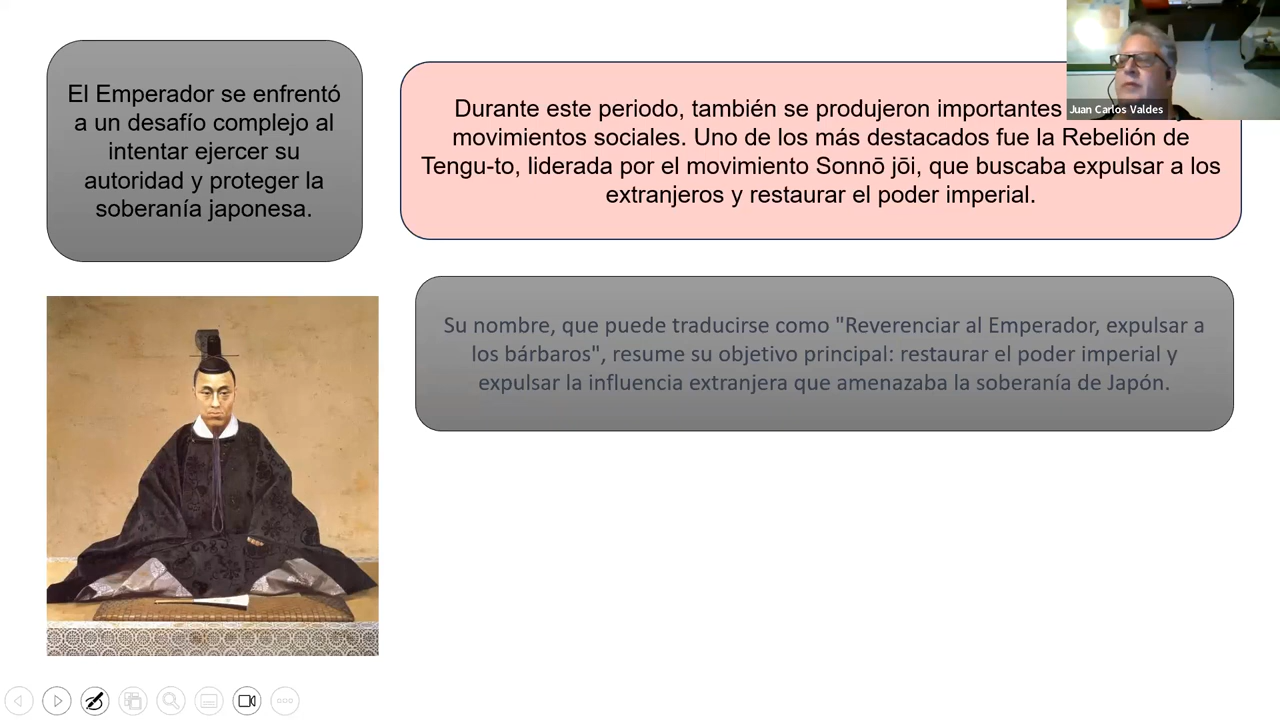 El Emperador se enfrentó
a un desafío complejo al
intentar ejercer su
autoridad y proteger la
soberanía japonesa.
Durante este periodo, también se produjeron importantes
movimientos sociales. Uno de los más destacados fue la Rebelión de
Tengu-to, liderada por el movimiento Sonnō jōi, que buscaba expulsar a los
extranjeros y restaurar el poder imperial.
Juan Carlos Valdes
Su nombre, que puede traducirse como "Reverenciar al Emperador, expulsar a
los bárbaros", resume su objetivo principal: restaurar el poder imperial y
expulsar la influencia extranjera que amenazaba la soberanía de Japón.